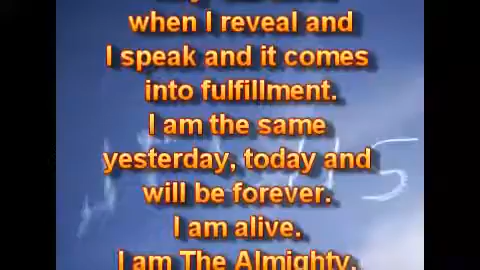 when I reveal and
I speak and it comes
into fulfillment.
I am the same
yesterday, today and
will be forever.
I am alive.
I am The Almighty.